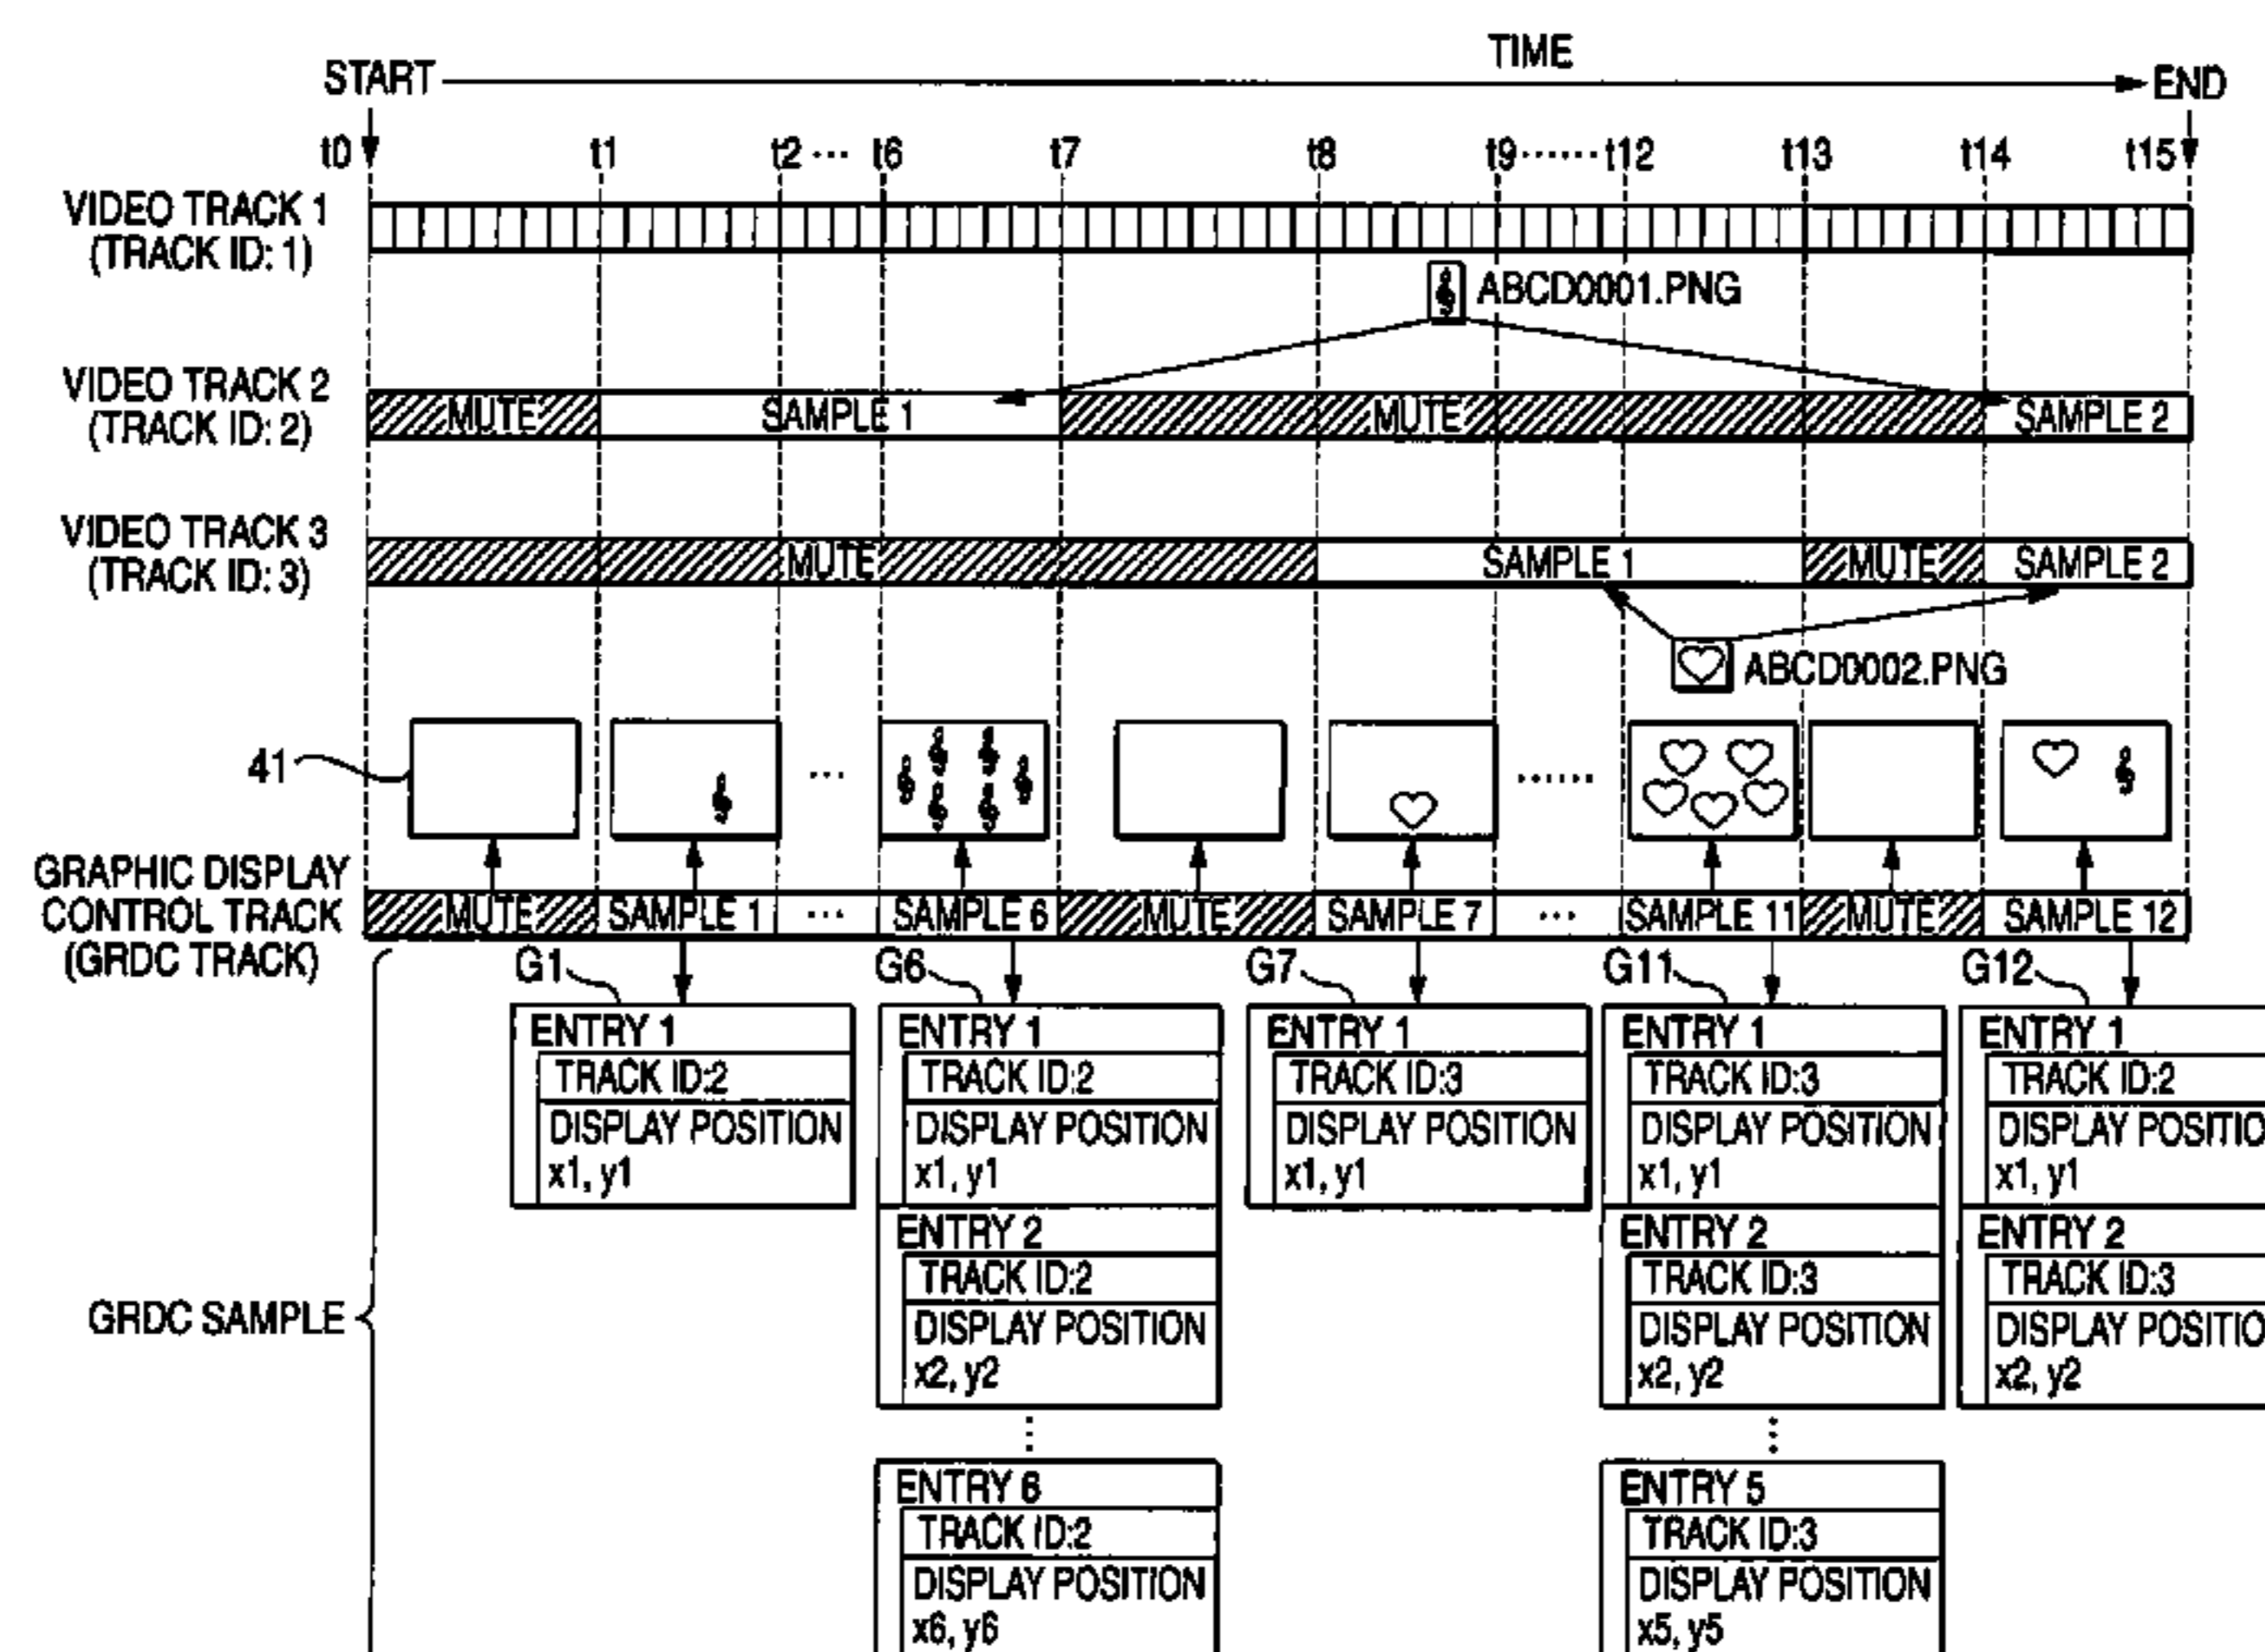 TIME
START
END
t0 t1 t2 ··· t6 t7 t8 t9 ······ t12 t13 t14 t15
VIDEO TRACK 1
(TRACK ID: 1)
ABCD0001.PNG
VIDEO TRACK 2
(TRACK ID: 2)
MUTE SAMPLE 1 MUTE SAMPLE 2
VIDEO TRACK 3
(TRACK ID: 3)
MUTE SAMPLE 1 MUTE SAMPLE 2
ABCD0002.PNG
41
··· ······
GRAPHIC DISPLAY
CONTROL TRACK
(GRDC TRACK)
MUTE SAMPLE 1 ··· SAMPLE 6 MUTE SAMPLE 7 ··· SAMPLE 11 MUTE SAMPLE 12
GRDC SAMPLE
G1
ENTRY 1
TRACK ID:2
DISPLAY POSITION
x1, y1
G6
ENTRY 1
TRACK ID:2
DISPLAY POSITION
x1, y1
ENTRY 2
TRACK ID:2
DISPLAY POSITION
x2, y2
⋮
ENTRY 6
TRACK ID:2
DISPLAY POSITION
x6, y6
G7
ENTRY 1
TRACK ID:3
DISPLAY POSITION
x1, y1
G11
ENTRY 1
TRACK ID:3
DISPLAY POSITION
x1, y1
ENTRY 2
TRACK ID:3
DISPLAY POSITION
x2, y2
⋮
ENTRY 5
TRACK ID:3
DISPLAY POSITION
x5, y5
G12
ENTRY 1
TRACK ID:2
DISPLAY POSITIO
x1, y1
ENTRY 2
TRACK ID:3
DISPLAY POSITIO
x2, y2